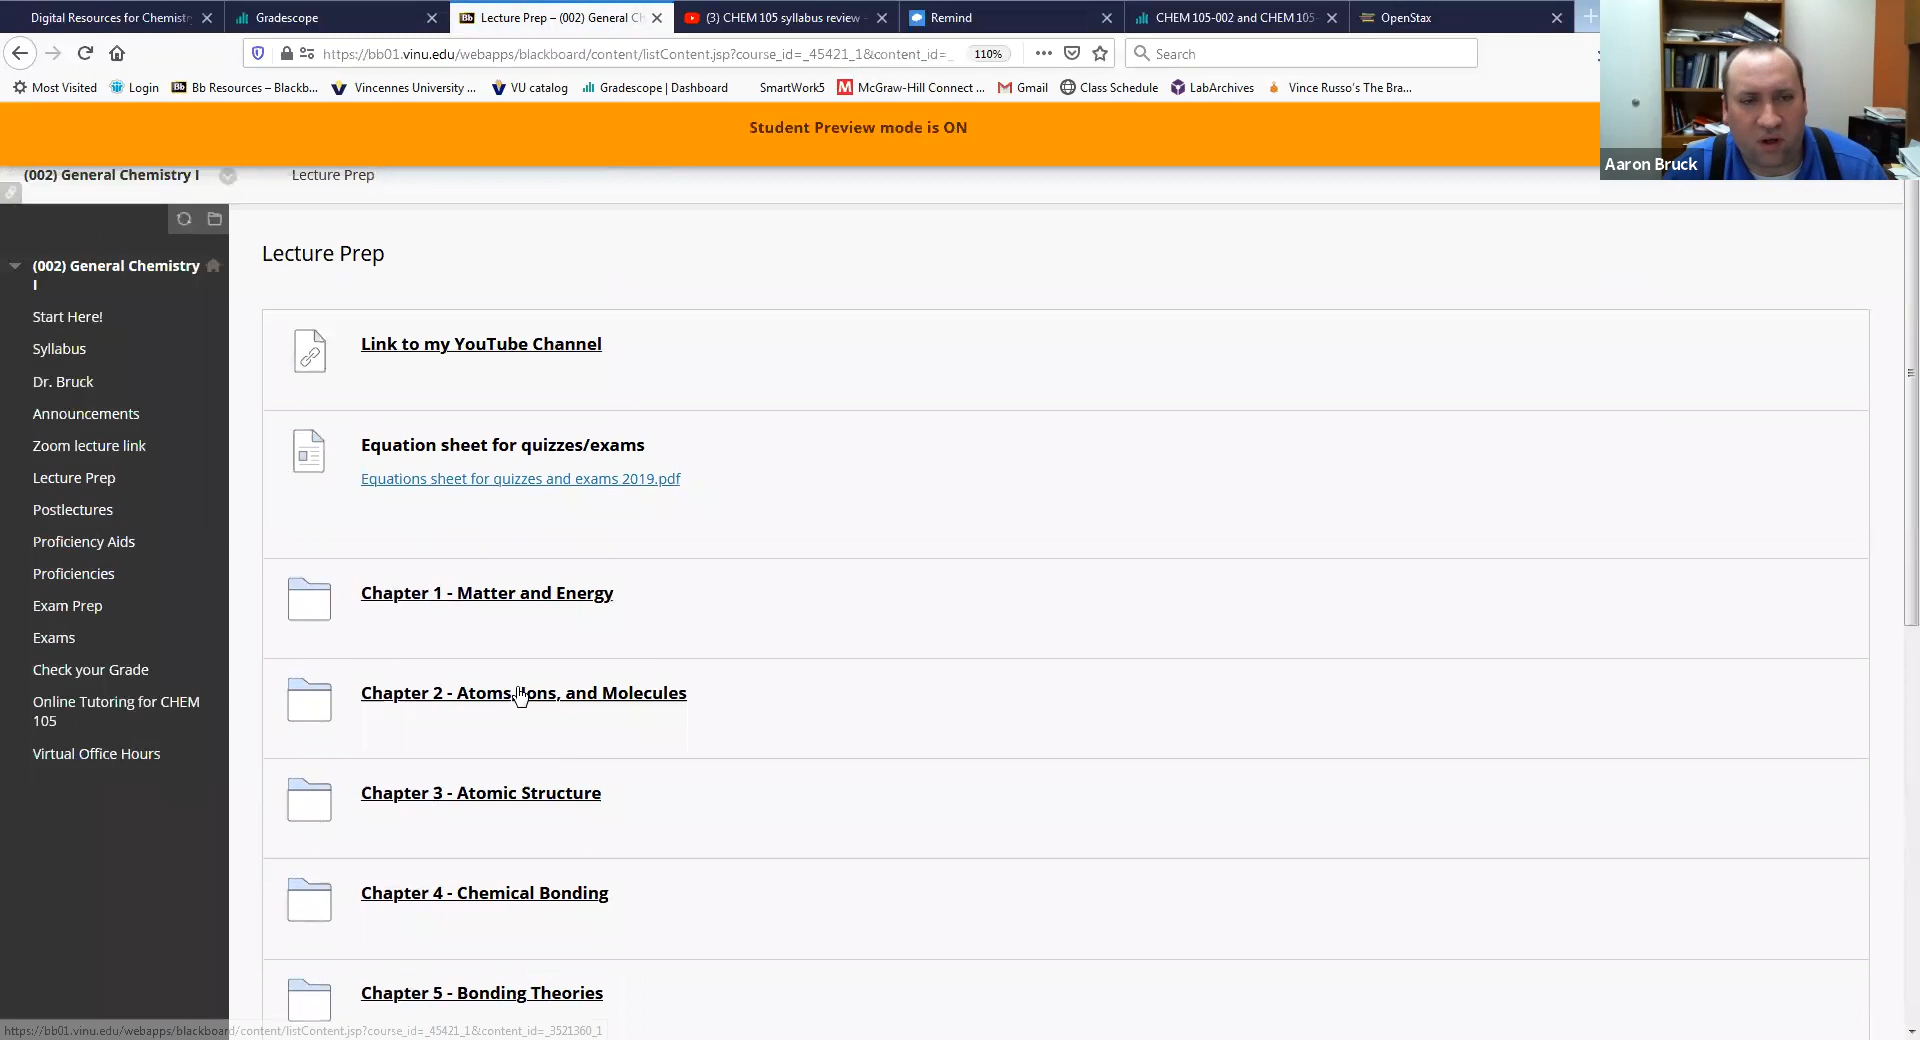 Digital Resources for Chemistr
Gradescope
Bb Lecture Prep – (002) General Ch
(3) CHEM 105 syllabus review -
Remind
CHEM 105-002 and CHEM 105-
OpenStax
https://bb01.vinu.edu/webapps/blackboard/content/listContent.jsp?course_id=_45421_1&content_id=_
110%
Search
Most Visited
Login
Bb Bb Resources – Blackb...
Vincennes University ...
VU catalog
Gradescope | Dashboard
SmartWork5
M McGraw-Hill Connect ...
Gmail
Class Schedule
LabArchives
Vince Russo's The Bra...
Student Preview mode is ON
Aaron Bruck
(002) General Chemistry I
Lecture Prep
(002) General Chemistry
I
Start Here!
Syllabus
Dr. Bruck
Announcements
Zoom lecture link
Lecture Prep
Postlectures
Proficiency Aids
Proficiencies
Exam Prep
Exams
Check your Grade
Online Tutoring for CHEM
105
Virtual Office Hours
Lecture Prep
Link to my YouTube Channel
Equation sheet for quizzes/exams
Equations sheet for quizzes and exams 2019.pdf
Chapter 1 - Matter and Energy
Chapter 2 - Atoms, Ions, and Molecules
Chapter 3 - Atomic Structure
Chapter 4 - Chemical Bonding
Chapter 5 - Bonding Theories
https://bb01.vinu.edu/webapps/blackboard/content/listContent.jsp?course_id=_45421_1&content_id=_3521360_1